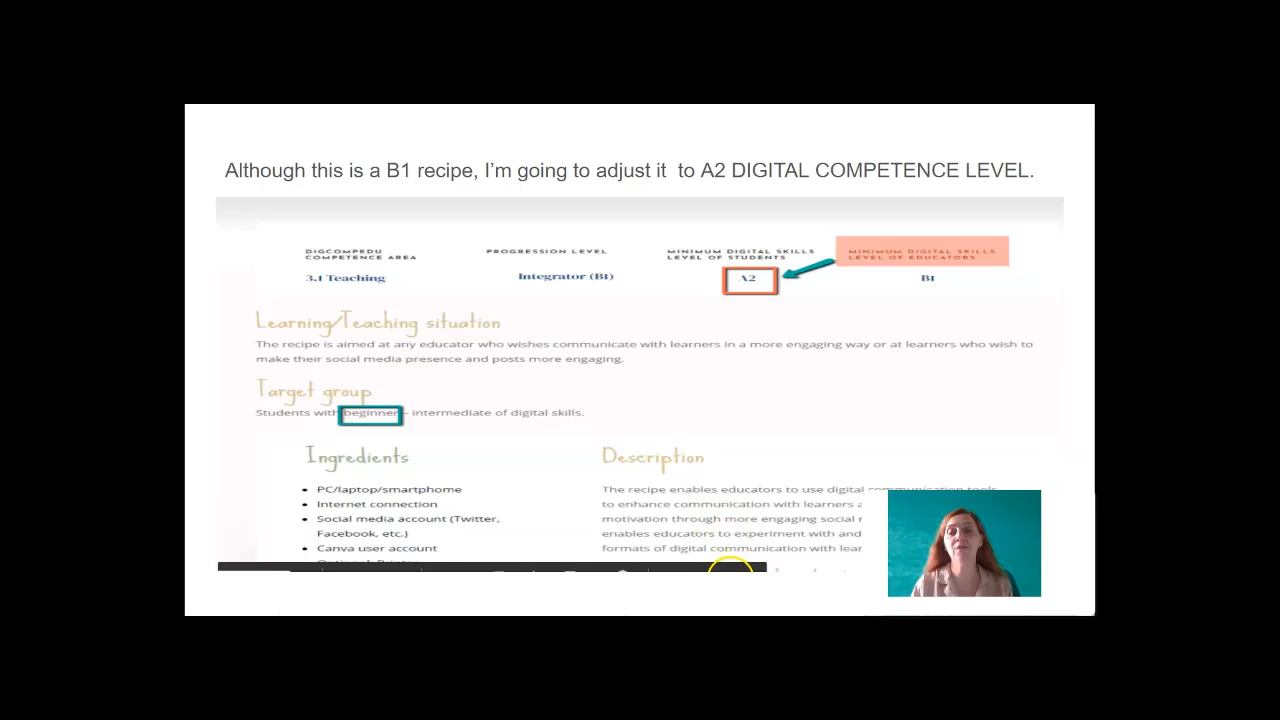 Although this is a B1 recipe, I’m going to adjust it to A2 DIGITAL COMPETENCE LEVEL.
DIGCOMPEDU
COMPETENCE AREA
PROGRESSION LEVEL
MINIMUM DIGITAL SKILLS
LEVEL OF STUDENTS
MINIMUM DIGITAL SKILLS
LEVEL OF EDUCATORS
3.1 Teaching
Integrator (B1)
A2
B1
Learning/Teaching situation
The recipe is aimed at any educator who wishes communicate with learners in a more engaging way or at learners who wish to
make their social media presence and posts more engaging.
Target group
Students with beginner - intermediate of digital skills.
Ingredients
PC/laptop/smartphome
Internet connection
Social media account (Twitter,
Facebook, etc.)
Canva user account
Description
The recipe enables educators to use digital communication tools
to enhance communication with learners
motivation through more engaging social
enables educators to experiment with and
formats of digital communication with lear